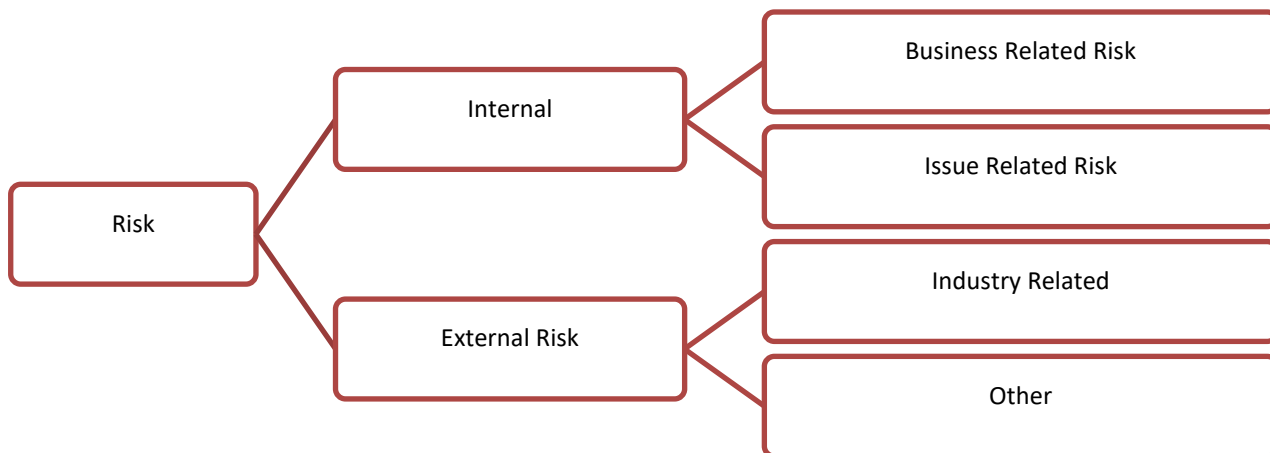 Risk
Internal
External Risk
Business Related Risk
Issue Related Risk
Industry Related
Other